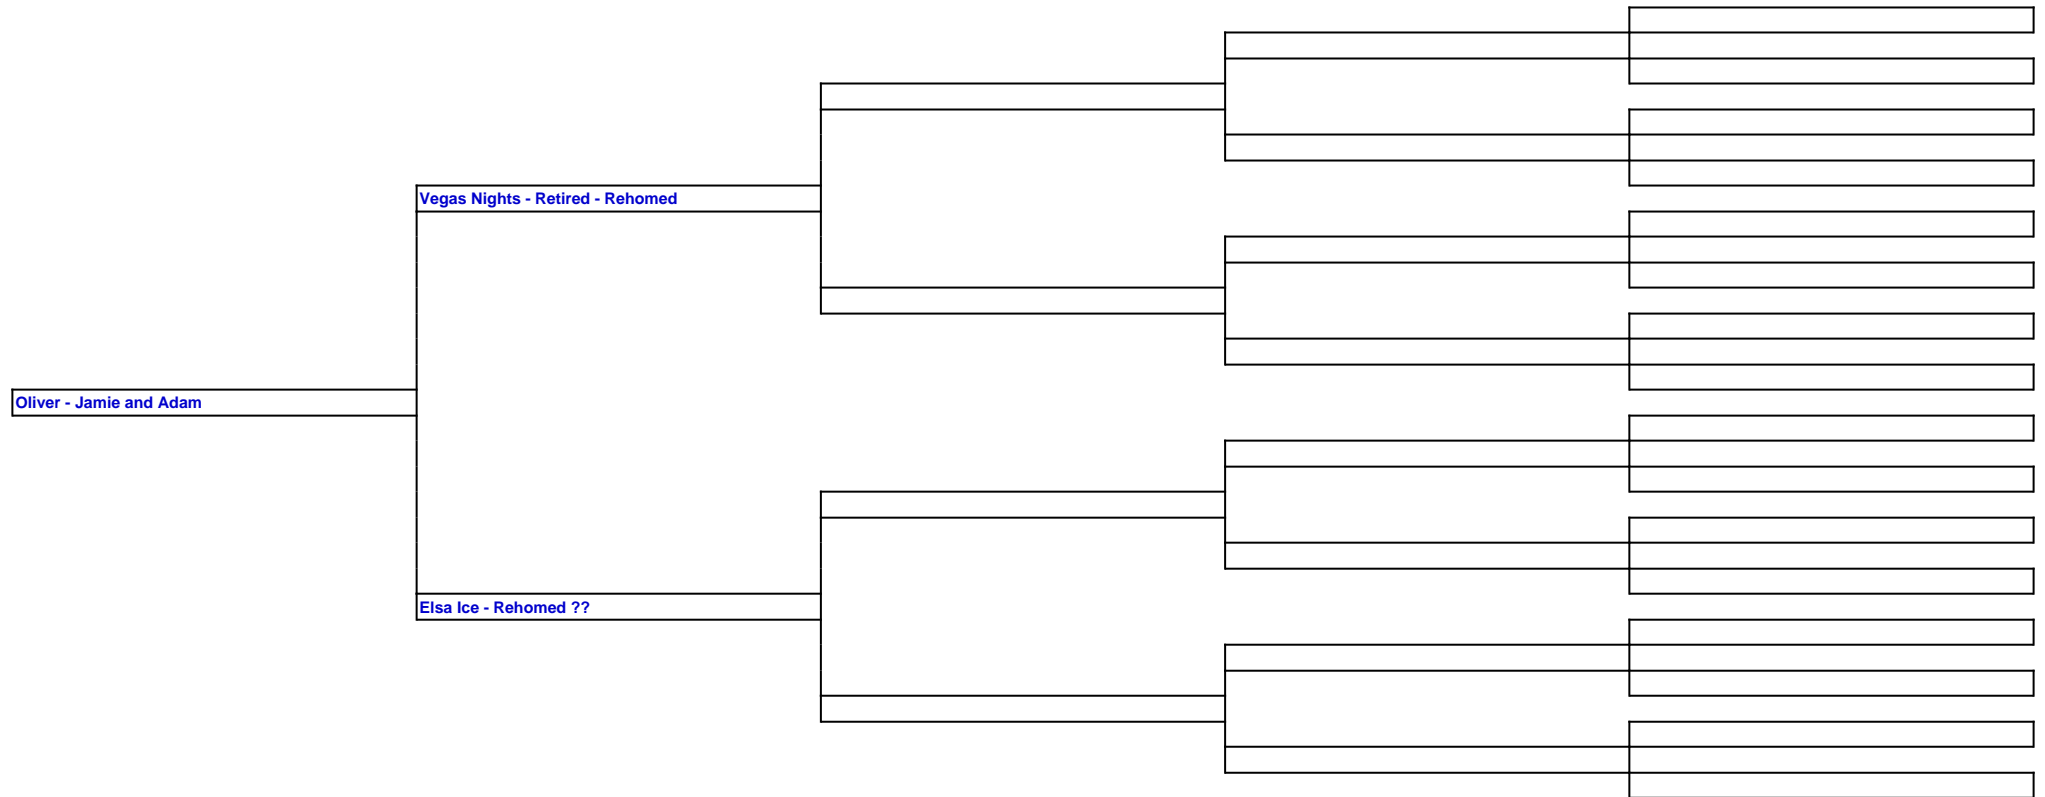 Vegas Nights - Retired - Rehomed
Oliver - Jamie and Adam
Elsa Ice - Rehomed ??